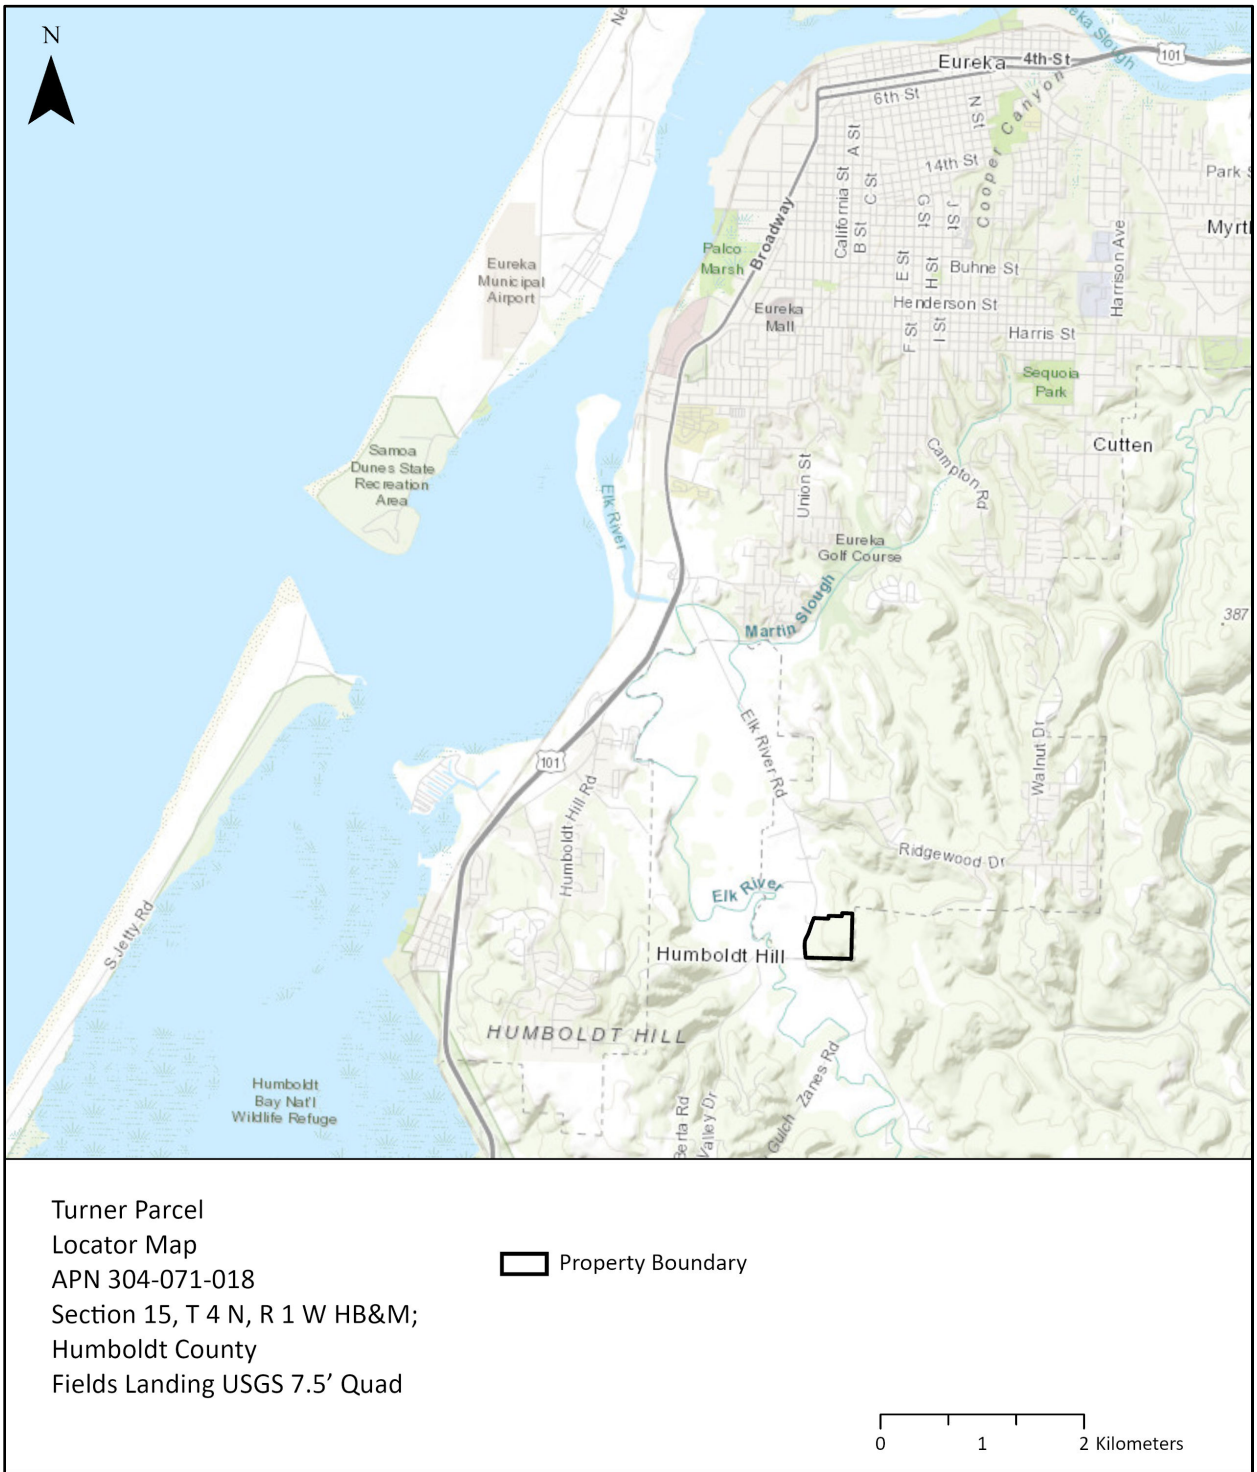 N
Ne
Eureka Slough
101
Eureka
4th St
6th St
N St
Cooper Canyon
A St
14th St
Park S
California St
C St
B St
G St
J St
Myrtl
Broadway
Palco
Marsh
Harrison Ave
E St
H St
Buhne St
Eureka
Municipal
Airport
Henderson St
Eureka
Mall
F St
I St
Harris St
Sequoia
Park
Samoa
Dunes State
Recreation
Area
Cutten
Campton Rd
Union St
Elk River
Eureka
Golf Course
Martin Slough
387
Elk River Rd
Walnut Dr
101
Humboldt Hill Rd
Ridgewood Dr
Elk River
S Jetty Rd
Humboldt Hill
HUMBOLDT HILL
Humboldt
Bay Nat'l
Wildlife Refuge
Berta Rd
Valley Dr
Gulch
Zanes Rd
Turner Parcel
Locator Map
APN 304-071-018
Section 15, T 4 N, R 1 W HB&M;
Humboldt County
Fields Landing USGS 7.5’ Quad
Property Boundary
0 1 2 Kilometers